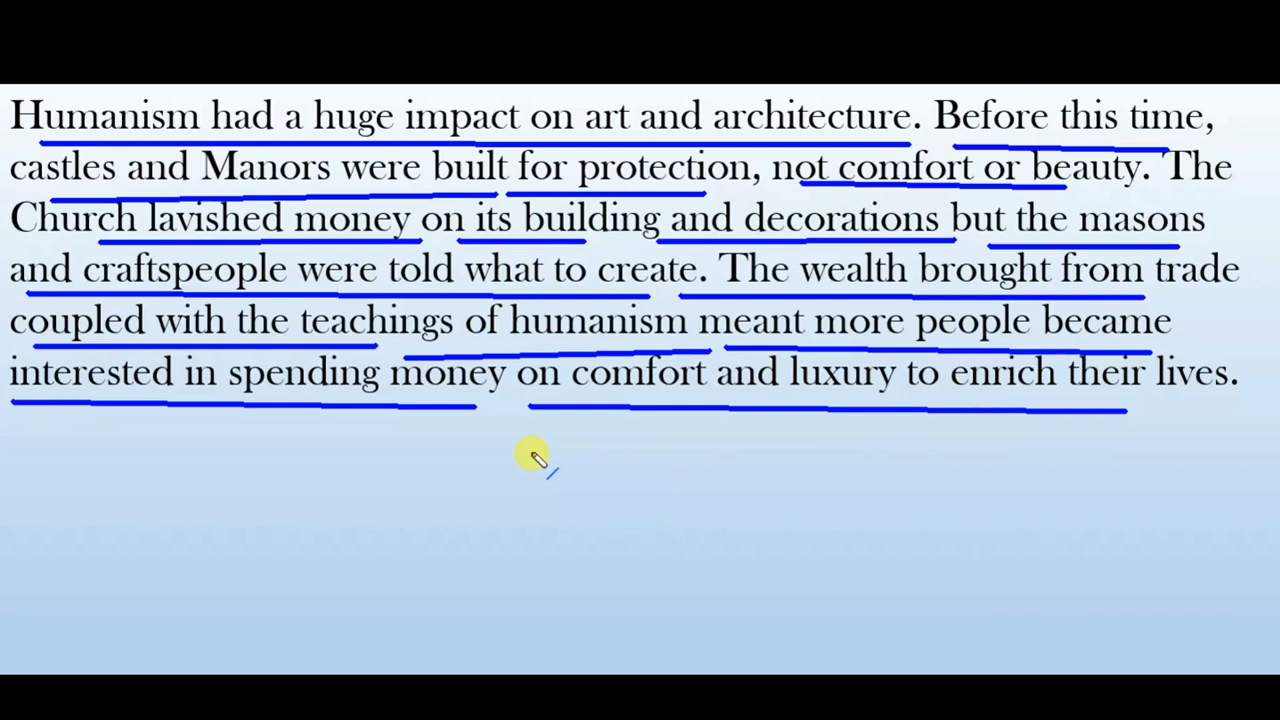 Humanism had a huge impact on art and architecture. Before this time,
castles and Manors were built for protection, not comfort or beauty. The
Church lavished money on its building and decorations but the masons
and craftspeople were told what to create. The wealth brought from trade
coupled with the teachings of humanism meant more people became
interested in spending money on comfort and luxury to enrich their lives.